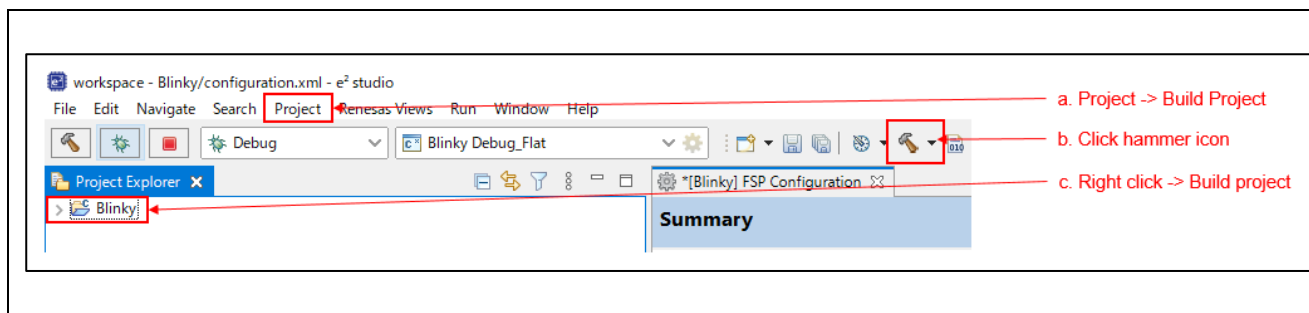 workspace - Blinky/configuration.xml - e² studio
File Edit Navigate Search Project Renesas Views Run Window Help
a. Project -> Build Project
Debug
Blinky Debug_Flat
010
b. Click hammer icon
Project Explorer
*[Blinky] FSP Configuration
c. Right click -> Build project
Blinky
Summary